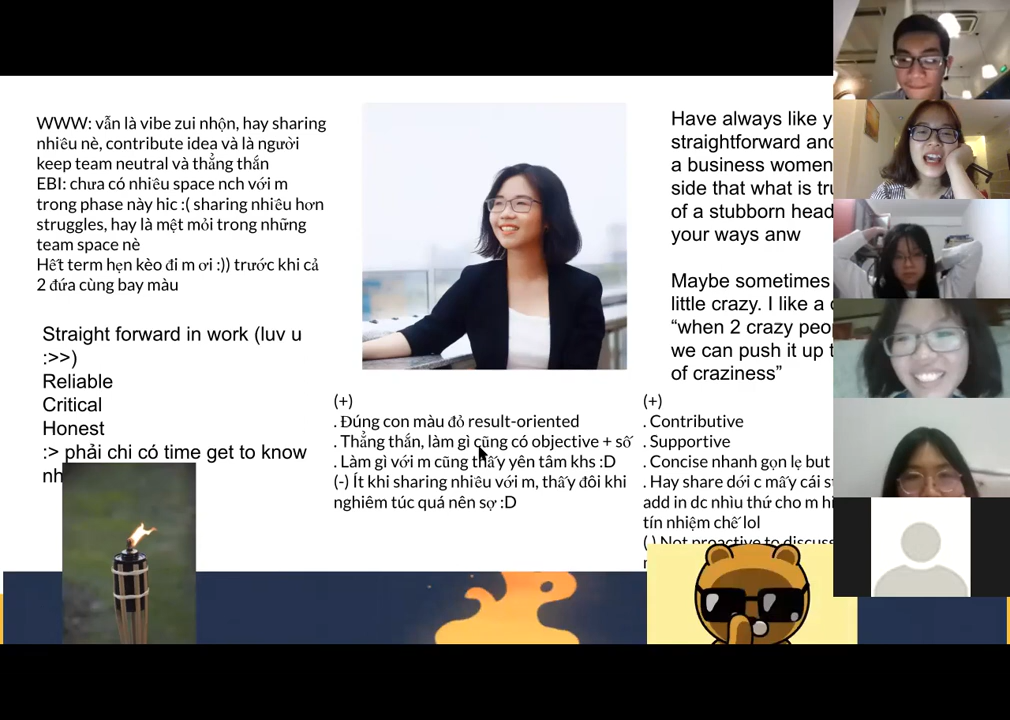 WWW: vẫn là vibe zui nhộn, hay sharing
nhiều nè, contribute idea và là người
keep team neutral và thẳng thắn
EBI: chưa có nhiều space nch với m
trong phase này hic :( sharing nhiều hơn
struggles, hay là mệt mỏi trong những
team space nè
Hết term hẹn kèo đi m ơi :)) trước khi cả
2 đứa cùng bay màu
Straight forward in work (luv u
:>>)
Reliable
Critical
Honest
:> phải chi có time get to know
(+)
. Đúng con màu đỏ result-oriented
. Thẳng thắn, làm gì cũng có objective + số
. Làm gì với m cũng thấy yên tâm khs :D
(-) Ít khi sharing nhiều với m, thấy đôi khi
nghiêm túc quá nên sợ :D
Have always like
straightforward
a business women
side that what is
of a stubborn head
your ways anw
Maybe sometimes
little crazy. I like a
“when 2 crazy
we can push it up
of craziness”
(+)
. Contributive
. Supportive
. Concise nhanh gọn lẹ but
. Hay share dới c mấy cái
add in dc nhìu thứ cho m
tín nhiệm chế lol
Not proactive to